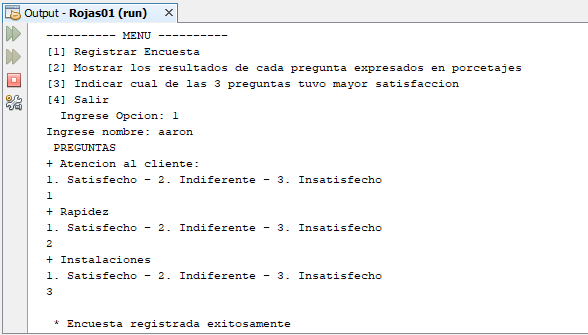 Output - Rojas01 (run)
---------- MENU ----------
[1] Registrar Encuesta
[2] Mostrar los resultados de cada pregunta expresados en porcetajes
[3] Indicar cual de las 3 preguntas tuvo mayor satisfaccion
[4] Salir
Ingrese Opcion: 1
Ingrese nombre: aaron
PREGUNTAS
+ Atencion al cliente:
1. Satisfecho - 2. Indiferente - 3. Insatisfecho
1
+ Rapidez
1. Satisfecho - 2. Indiferente - 3. Insatisfecho
2
+ Instalaciones
1. Satisfecho - 2. Indiferente - 3. Insatisfecho
3
* Encuesta registrada exitosamente